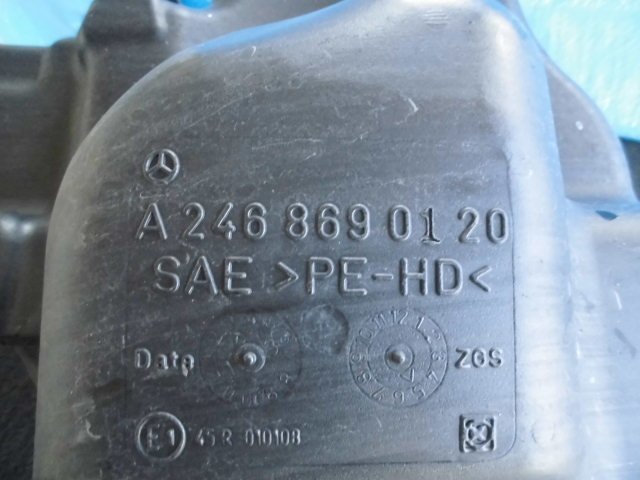 A 246 869 01 20
SAE >PE-HD<
Date ZGS
E1 45 R 010108